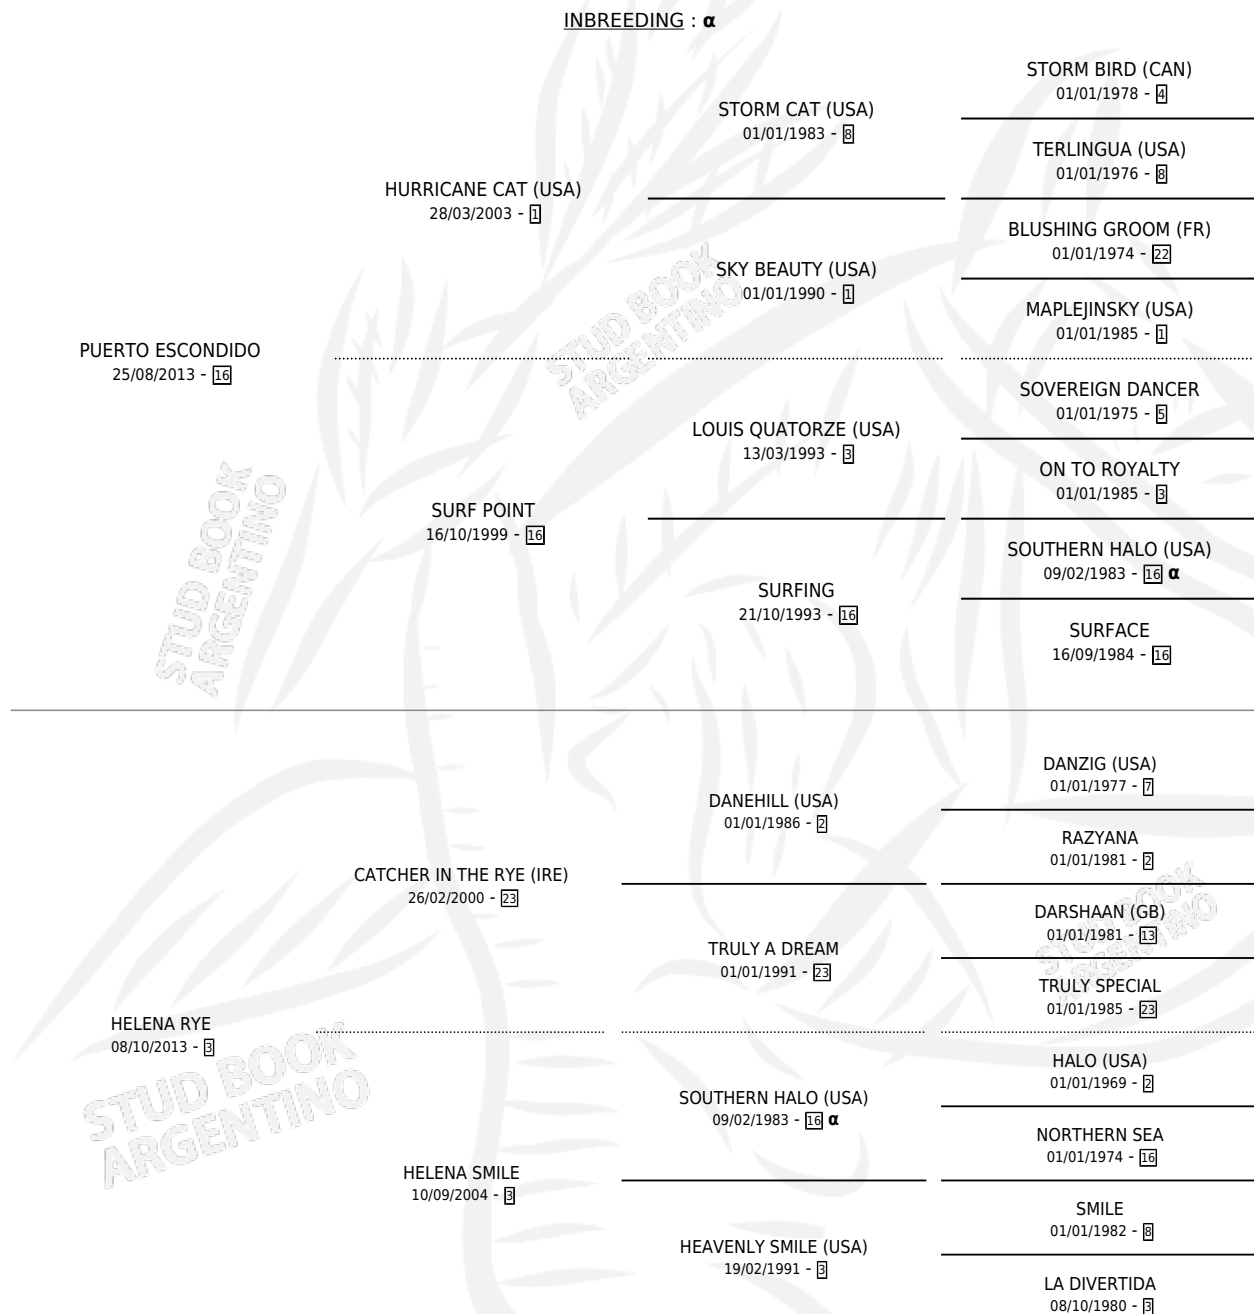 INBREEDING : α
STORM BIRD (CAN)
01/01/1978 - 4
STORM CAT (USA)
01/01/1983 - 8
TERLINGUA (USA)
01/01/1976 - 8
HURRICANE CAT (USA)
28/03/2003 - 1
BLUSHING GROOM (FR)
01/01/1974 - 22
SKY BEAUTY (USA)
01/01/1990 - 1
MAPLEJINSKY (USA)
01/01/1985 - 1
PUERTO ESCONDIDO
25/08/2013 - 16
SOVEREIGN DANCER
01/01/1975 - 5
LOUIS QUATORZE (USA)
13/03/1993 - 3
ON TO ROYALTY
01/01/1985 - 3
SURF POINT
16/10/1999 - 16
SOUTHERN HALO (USA)
09/02/1983 - 16 α
SURFING
21/10/1993 - 16
SURFACE
16/09/1984 - 16
DANZIG (USA)
01/01/1977 - 7
DANEHILL (USA)
01/01/1986 - 2
RAZYANA
01/01/1981 - 2
CATCHER IN THE RYE (IRE)
26/02/2000 - 23
DARSHAAN (GB)
01/01/1981 - 13
TRULY A DREAM
01/01/1991 - 23
TRULY SPECIAL
01/01/1985 - 23
HELENA RYE
08/10/2013 - 3
HALO (USA)
01/01/1969 - 2
SOUTHERN HALO (USA)
09/02/1983 - 16 α
NORTHERN SEA
01/01/1974 - 16
HELENA SMILE
10/09/2004 - 3
SMILE
01/01/1982 - 8
HEAVENLY SMILE (USA)
19/02/1991 - 3
LA DIVERTIDA
08/10/1980 - 3
STUD BOOK
ARGENTINO
STUD BOOK
ARGENTINO
STUD BOOK
ARGENTINO
STUD BOOK
ARGENTINO